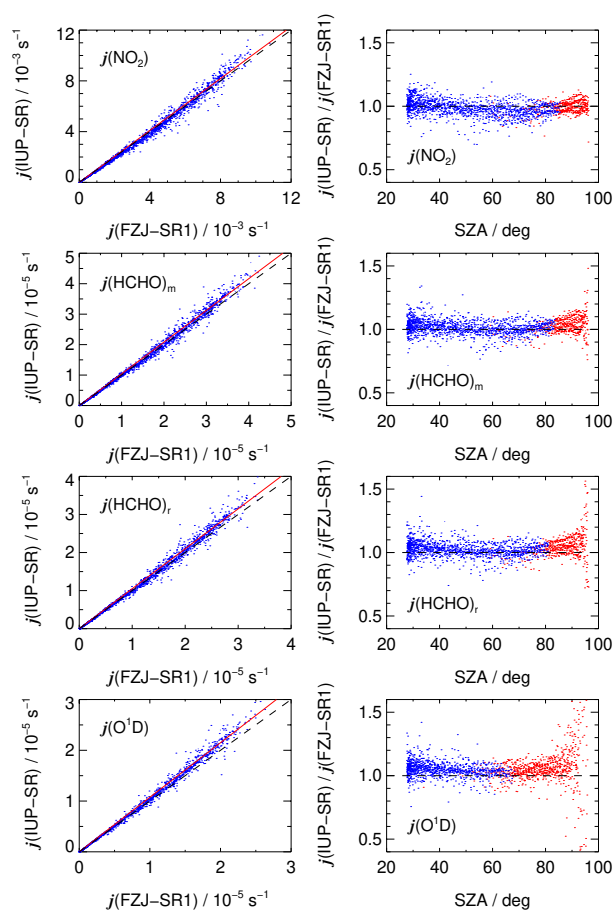 12
10
8
6
4
2
0
j(IUP−SR) / 10⁻³ s⁻¹
j(NO₂)
0 4 8 12
j(FZJ−SR1) / 10⁻³ s⁻¹
1.5
1.0
0.5
j(IUP−SR) / j(FZJ−SR1)
j(NO₂)
20 40 60 80 100
SZA / deg
5
4
3
2
1
0
j(IUP−SR) / 10⁻⁵ s⁻¹
j(HCHO)ₘ
0 1 2 3 4 5
j(FZJ−SR1) / 10⁻⁵ s⁻¹
1.5
1.0
0.5
j(IUP−SR) / j(FZJ−SR1)
j(HCHO)ₘ
20 40 60 80 100
SZA / deg
4
3
2
1
0
j(IUP−SR) / 10⁻⁵ s⁻¹
j(HCHO)ᵣ
0 1 2 3 4
j(FZJ−SR1) / 10⁻⁵ s⁻¹
1.5
1.0
0.5
j(IUP−SR) / j(FZJ−SR1)
j(HCHO)ᵣ
20 40 60 80 100
SZA / deg
3
2
1
0
j(IUP−SR) / 10⁻⁵ s⁻¹
j(O¹D)
0 1 2 3
j(FZJ−SR1) / 10⁻⁵ s⁻¹
1.5
1.0
0.5
j(IUP−SR) / j(FZJ−SR1)
j(O¹D)
20 40 60 80 100
SZA / deg